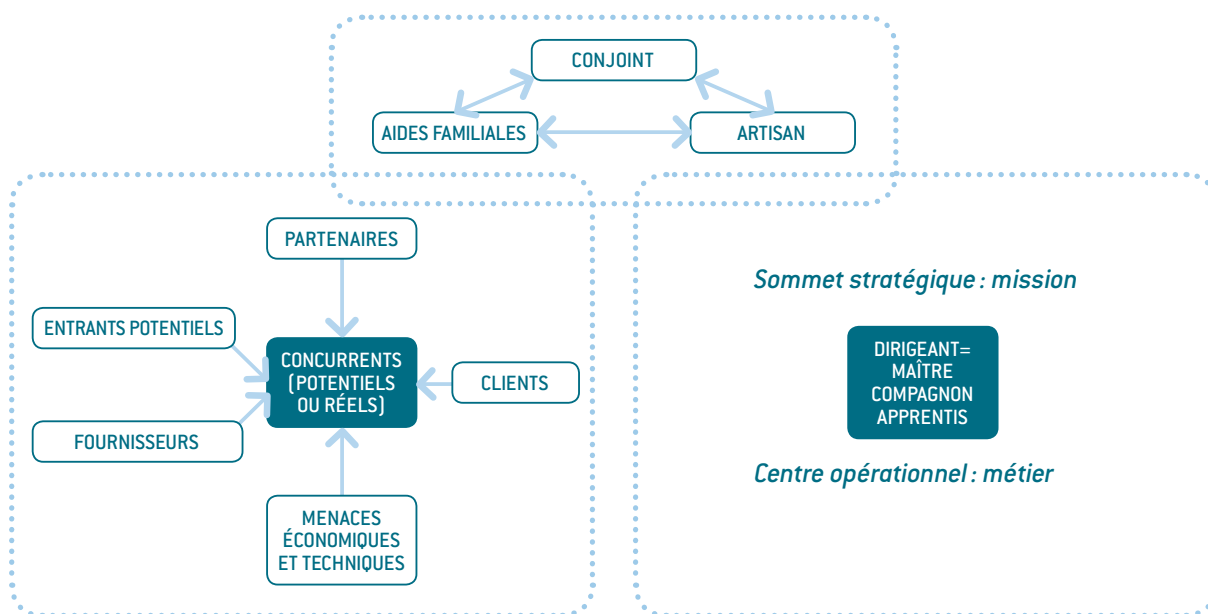 CONJOINT
AIDES FAMILIALES
ARTISAN
PARTENAIRES
ENTRANTS POTENTIELS
CONCURRENTS
(POTENTIELS
OU RÉELS)
CLIENTS
FOURNISSEURS
MENACES
ÉCONOMIQUES
ET TECHNIQUES
Sommet stratégique : mission
DIRIGEANT=
MAÎTRE
COMPAGNON
APPRENTIS
Centre opérationnel : métier